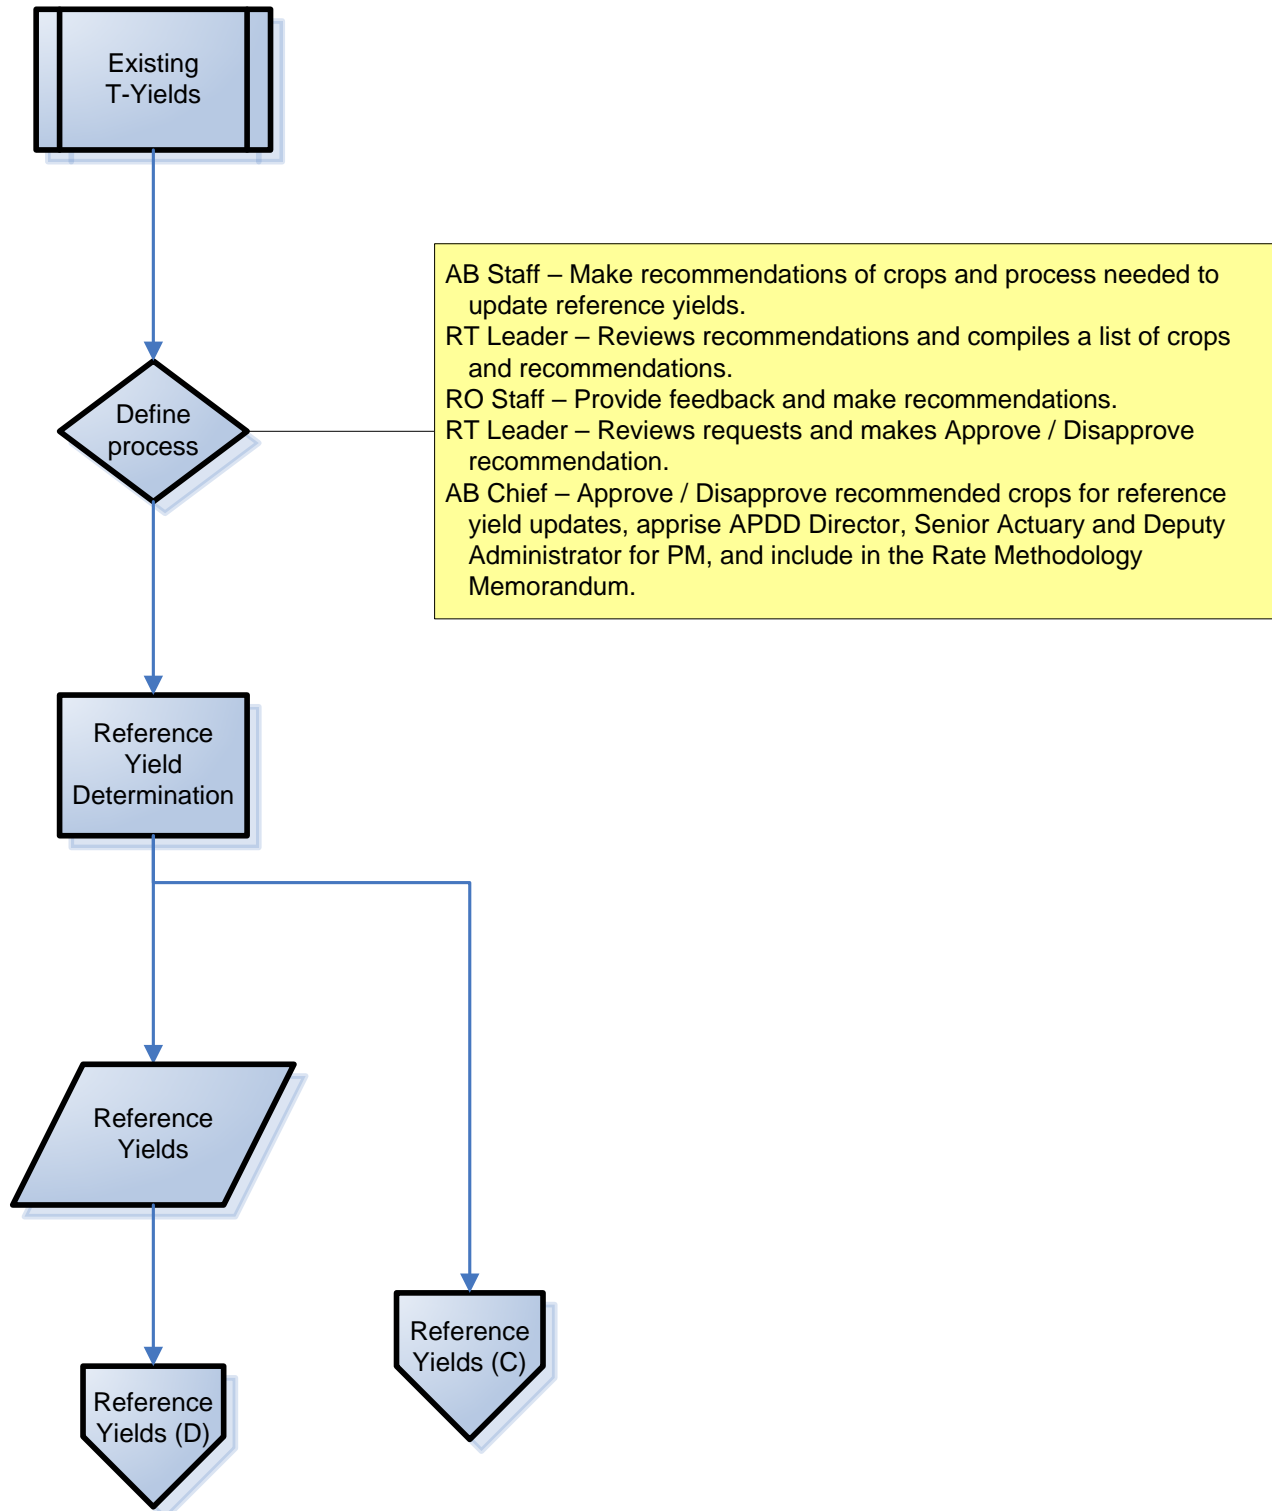 Existing
T-Yields
AB Staff – Make recommendations of crops and process needed to
update reference yields.
RT Leader – Reviews recommendations and compiles a list of crops
and recommendations.
RO Staff – Provide feedback and make recommendations.
RT Leader – Reviews requests and makes Approve / Disapprove
recommendation.
AB Chief – Approve / Disapprove recommended crops for reference
yield updates, apprise APDD Director, Senior Actuary and Deputy
Administrator for PM, and include in the Rate Methodology
Memorandum.
Define
process
Reference
Yield
Determination
Reference
Yields
Reference
Yields (C)
Reference
Yields (D)